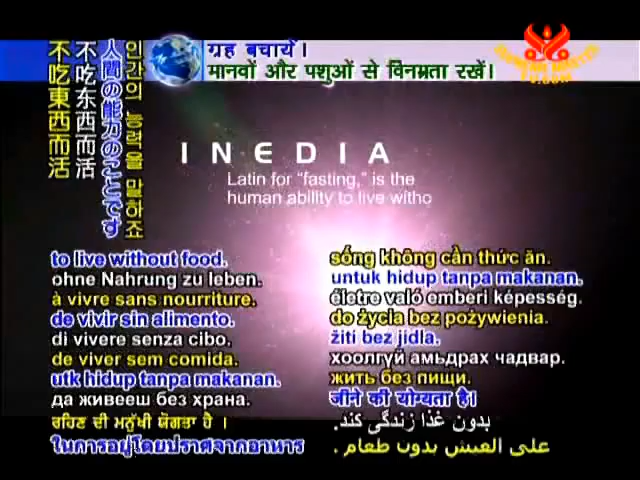 ग्रह बचायें।
मानवों और पशुओं से विनम्रता रखें।
SUPREME MASTER
TV.COM
不吃東西而活
不吃东西而活
人間の能力のことです
인간의 능력을 말하죠
INEDIA
Latin for “fasting,” is the
human ability to live witho
to live without food.
ohne Nahrung zu leben.
à vivre sans nourriture.
de vivir sin alimento.
di vivere senza cibo.
de viver sem comida.
utk hidup tanpa makanan.
да живееш без храна.
ਰਹਿਣ ਦੀ ਮਨੁੱਖੀ ਯੋਗਤਾ ਹੈ ।
ในการอยู่โดยปราศจากอาหาร
sống không cần thức ăn.
untuk hidup tanpa makanan.
életre való emberi képesség.
do życia bez pożywienia.
žiti bez jidla.
хоолгүй амьдрах чадвар.
жить без пищи.
जीने की योग्यता है।
بدون غذا زندگی کند.
على العيش بدون طعام .